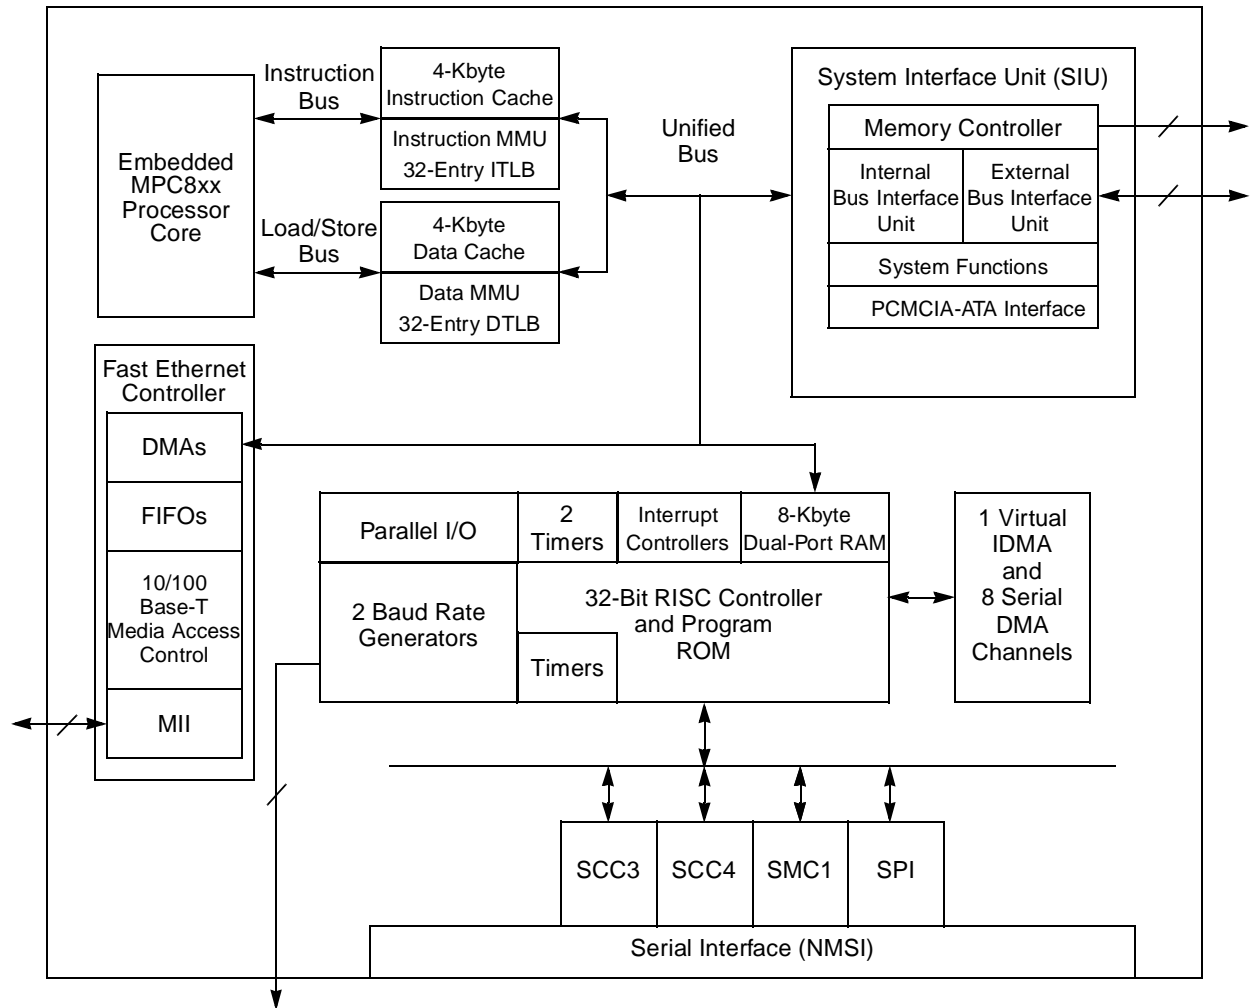 Embedded
MPC8xx
Processor
Core
Instruction
Bus
Load/Store
Bus
4-Kbyte
Instruction Cache
Instruction MMU
32-Entry ITLB
4-Kbyte
Data Cache
Data MMU
32-Entry DTLB
Unified
Bus
System Interface Unit (SIU)
Memory Controller
Internal
Bus Interface
Unit
External
Bus Interface
Unit
System Functions
PCMCIA-ATA Interface
Fast Ethernet
Controller
DMAs
FIFOs
10/100
Base-T
Media Access
Control
MII
Parallel I/O
2
Timers
Interrupt
Controllers
8-Kbyte
Dual-Port RAM
2 Baud Rate
Generators
32-Bit RISC Controller
and Program
ROM
Timers
1 Virtual
IDMA
and
8 Serial
DMA
Channels
SCC3
SCC4
SMC1
SPI
Serial Interface (NMSI)